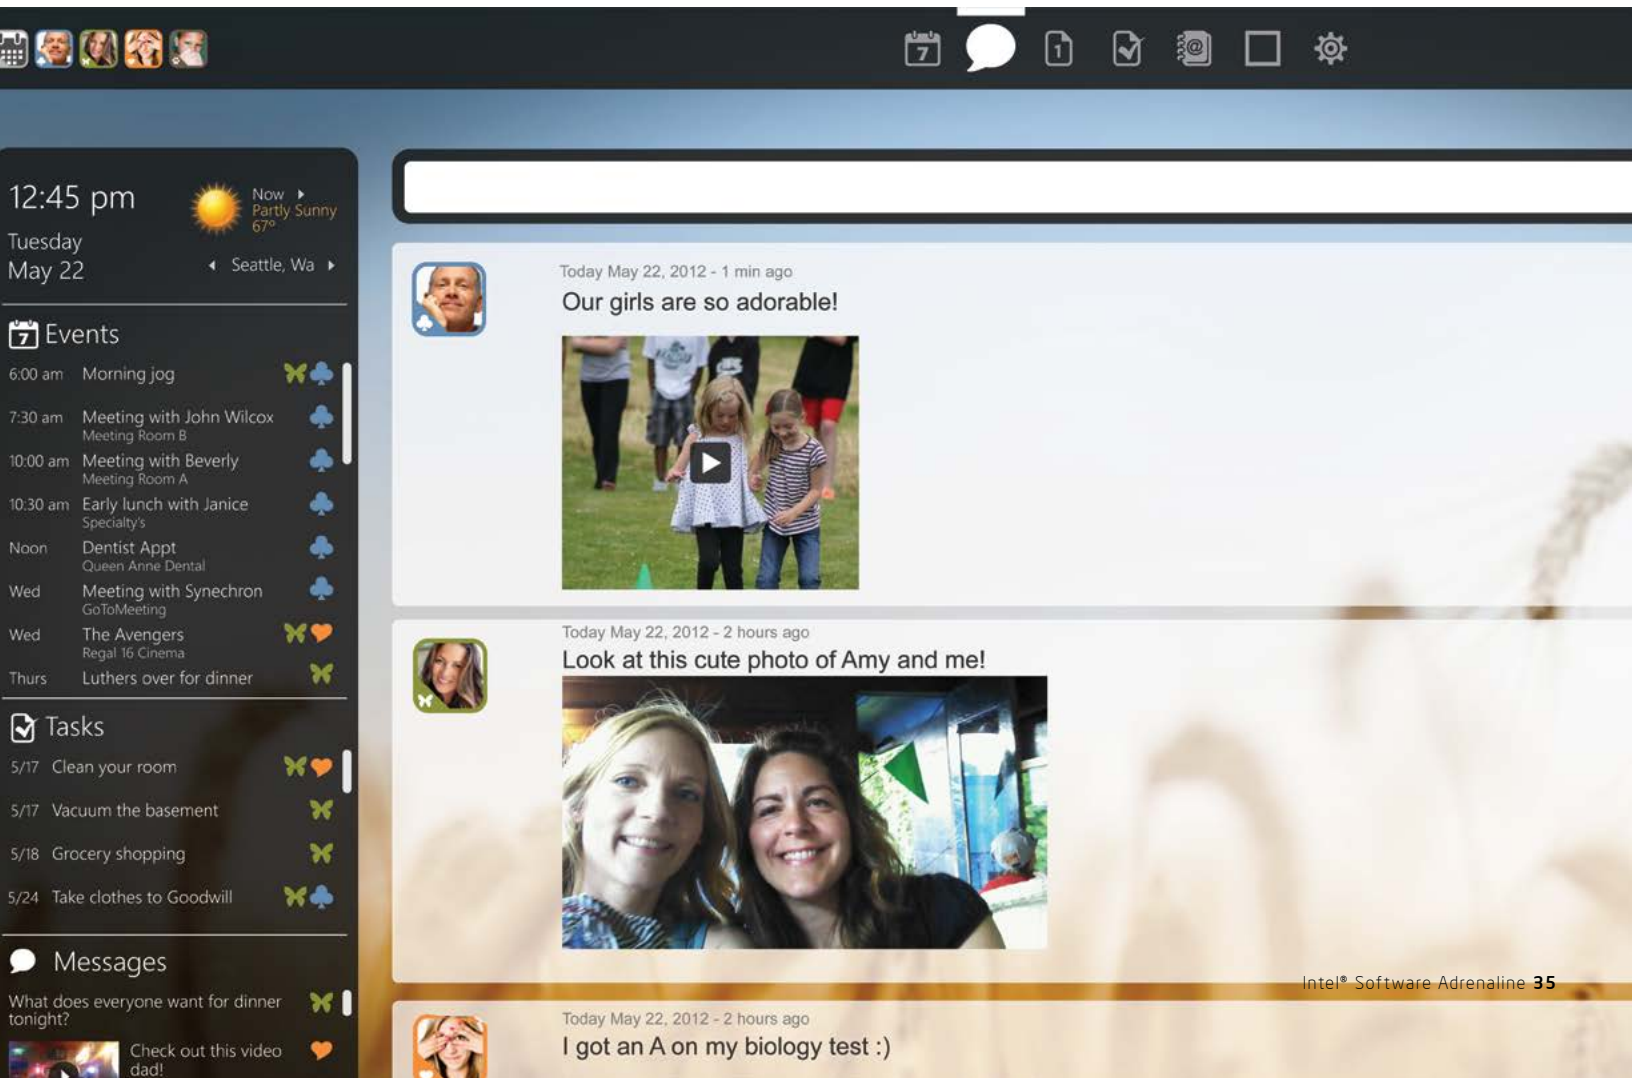 7
1
@
12:45 pm
Now
Partly Sunny
67°
Tuesday
May 22
Seattle, Wa
7 Events
6:00 am Morning jog
7:30 am Meeting with John Wilcox
Meeting Room B
10:00 am Meeting with Beverly
Meeting Room A
10:30 am Early lunch with Janice
Specialty's
Noon Dentist Appt
Queen Anne Dental
Wed Meeting with Synechron
GoToMeeting
Wed The Avengers
Regal 16 Cinema
Thurs Luthers over for dinner
Tasks
5/17 Clean your room
5/17 Vacuum the basement
5/18 Grocery shopping
5/24 Take clothes to Goodwill
Messages
What does everyone want for dinner
tonight?
Check out this video
dad!
Today May 22, 2012 - 1 min ago
Our girls are so adorable!
Today May 22, 2012 - 2 hours ago
Look at this cute photo of Amy and me!
Today May 22, 2012 - 2 hours ago
I got an A on my biology test :)
Intel® Software Adrenaline 35